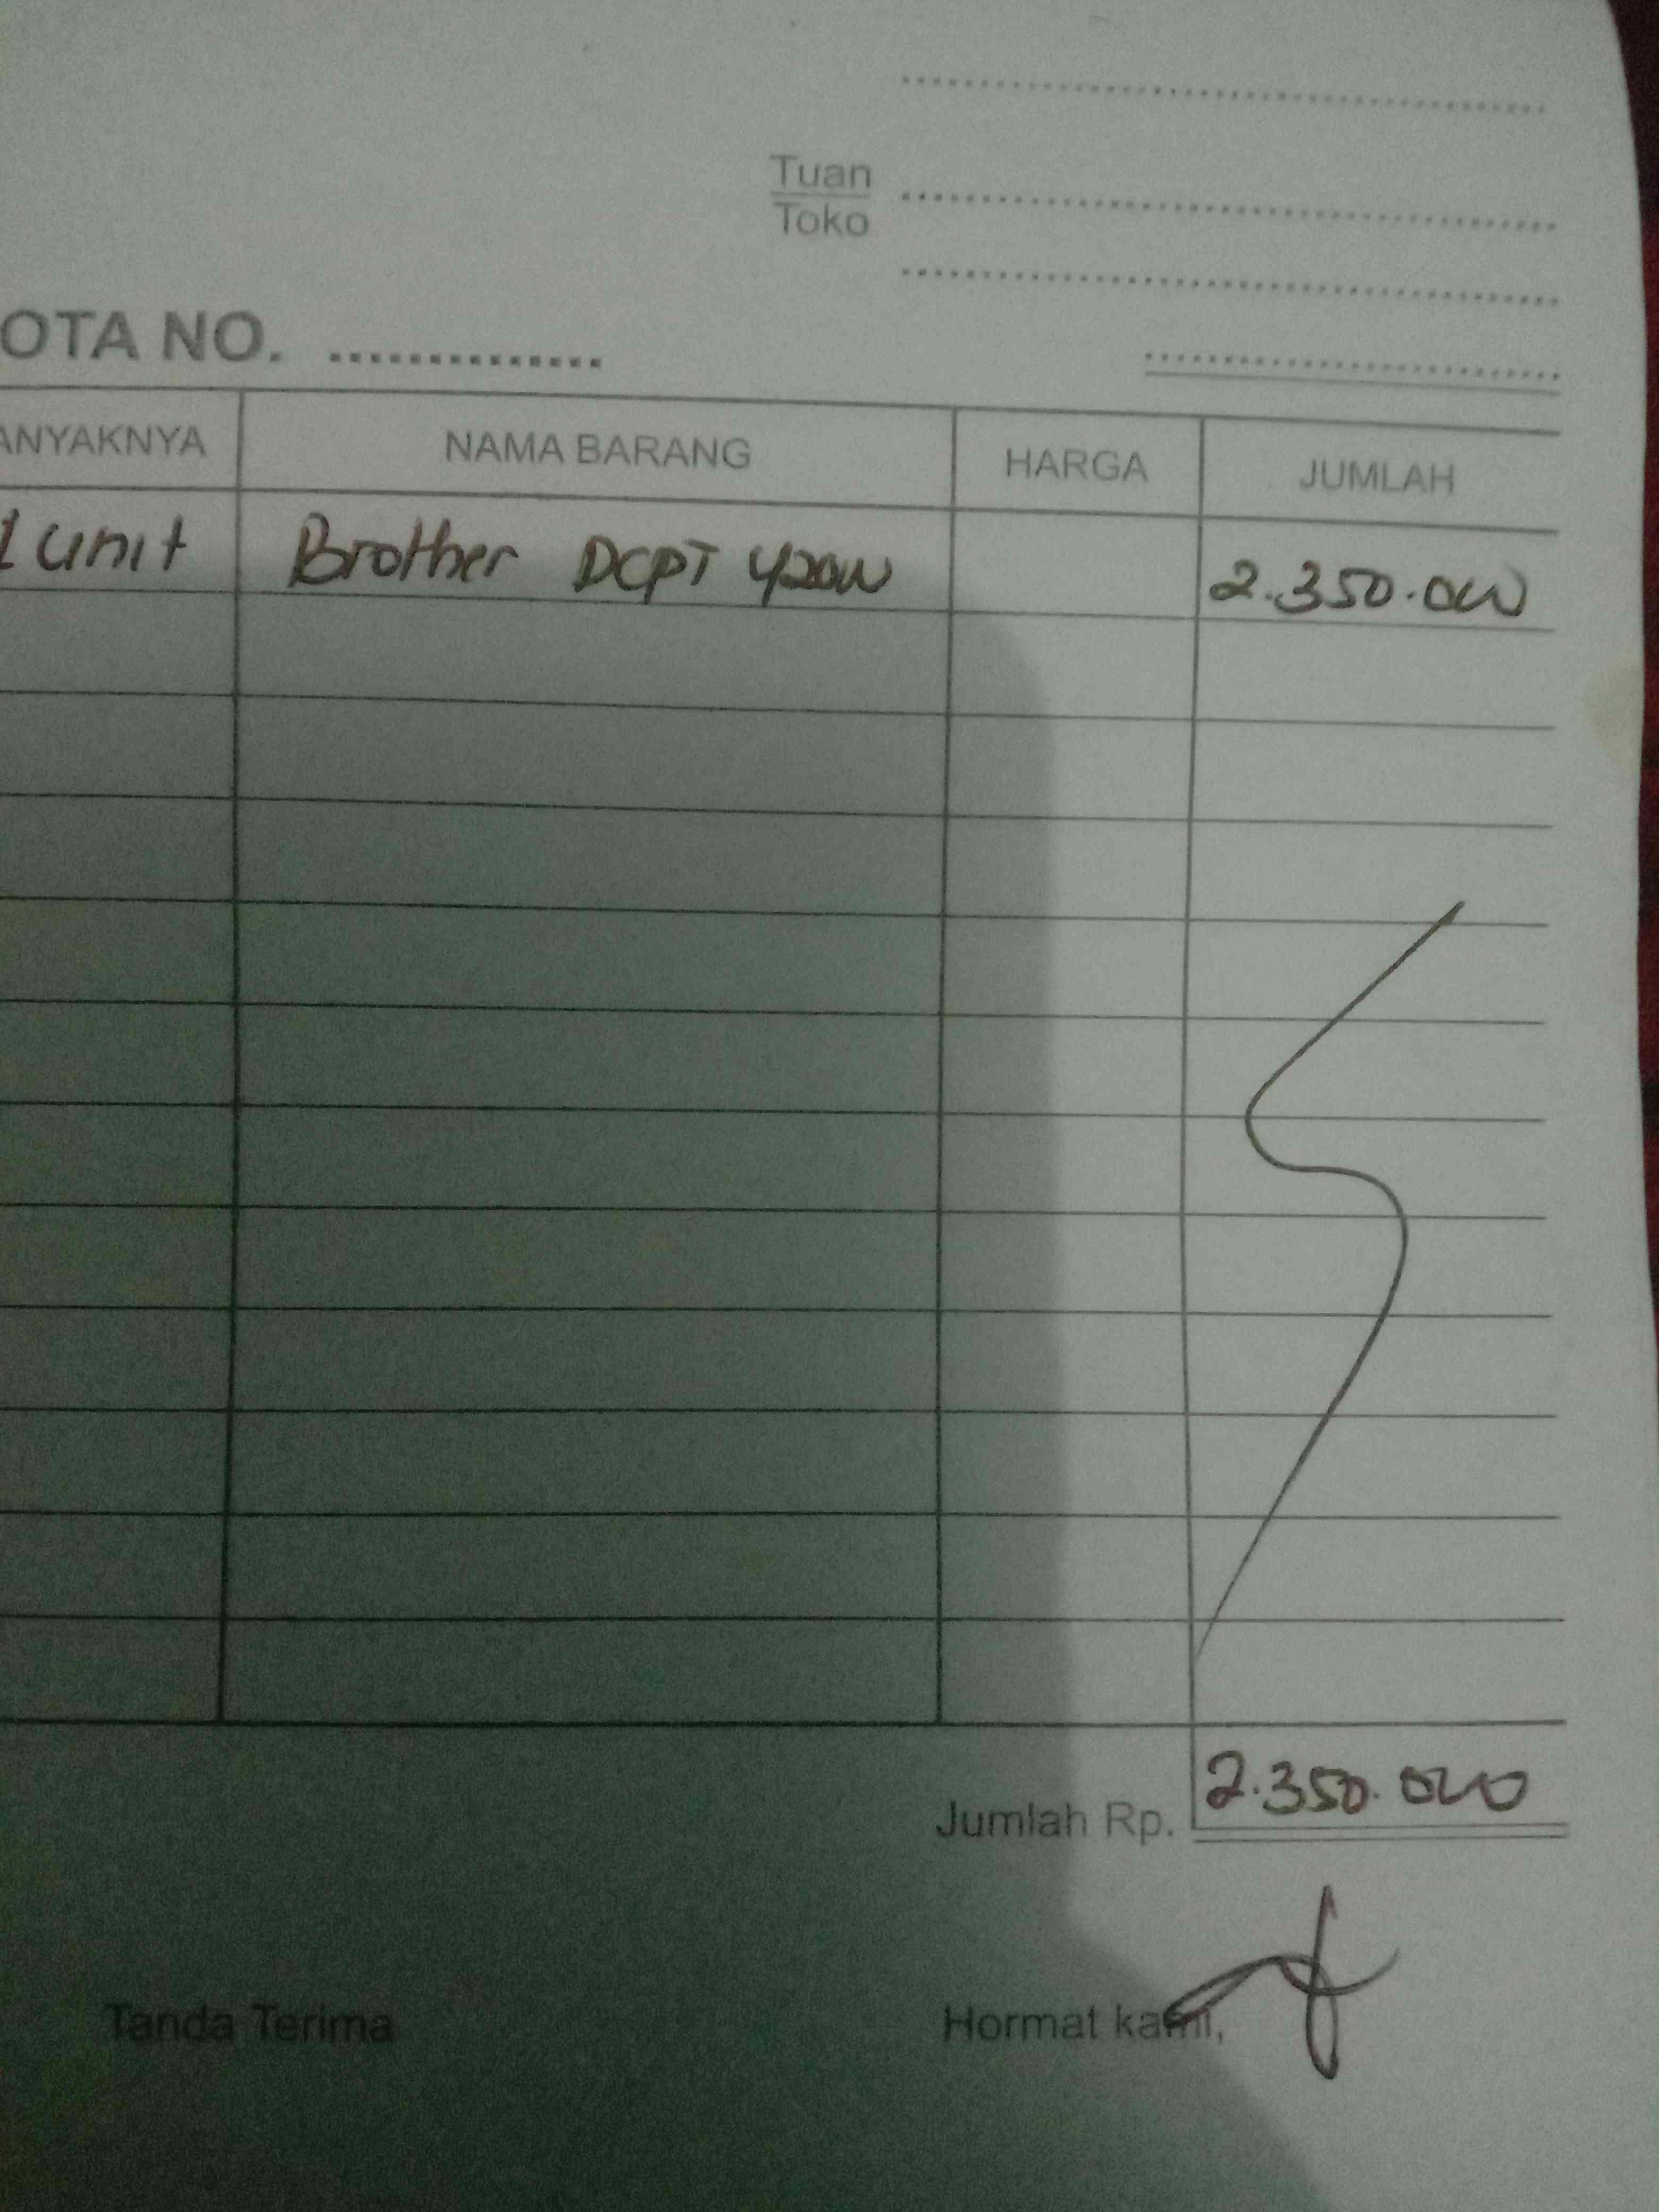 Tuan
Toko
OTA NO. ..............
ANYAKNYA NAMA BARANG HARGA JUMLAH
1 unit Brother DCPT 420W 2.350.000
Jumlah Rp. 2.350.000
Tanda Terima Hormat kami,